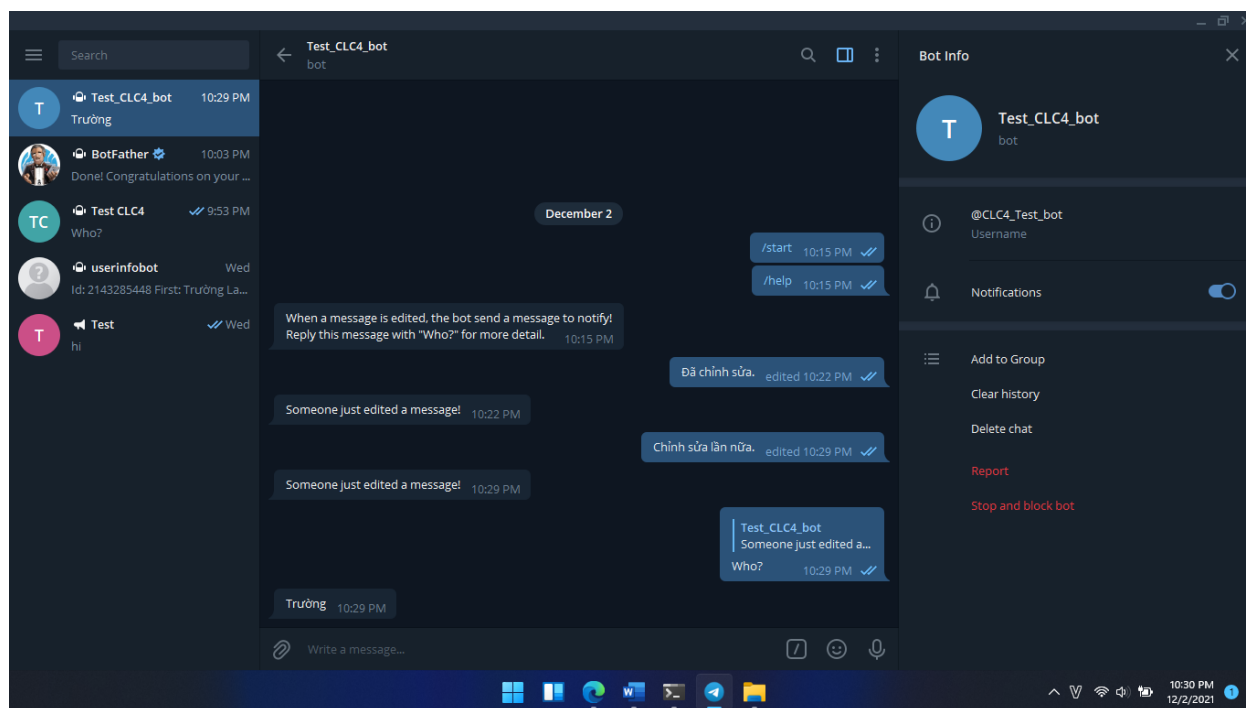 Search
T
Test_CLC4_bot 10:29 PM
Trường
BotFather 10:03 PM
Done! Congratulations on your ...
TC
Test CLC4 9:53 PM
Who?
userinfobot Wed
Id: 2143285448 First: Trường La...
T
Test Wed
hi
Test_CLC4_bot
bot
December 2
/start 10:15 PM
/help 10:15 PM
When a message is edited, the bot send a message to notify!
Reply this message with "Who?" for more detail. 10:15 PM
Đã chỉnh sửa. edited 10:22 PM
Someone just edited a message! 10:22 PM
Chỉnh sửa lần nữa. edited 10:29 PM
Someone just edited a message! 10:29 PM
Test_CLC4_bot
Someone just edited a...
Who? 10:29 PM
Trường 10:29 PM
Write a message...
Bot Info
T
Test_CLC4_bot
bot
@CLC4_Test_bot
Username
Notifications
Add to Group
Clear history
Delete chat
Report
Stop and block bot
V
10:30 PM
12/2/2021
1